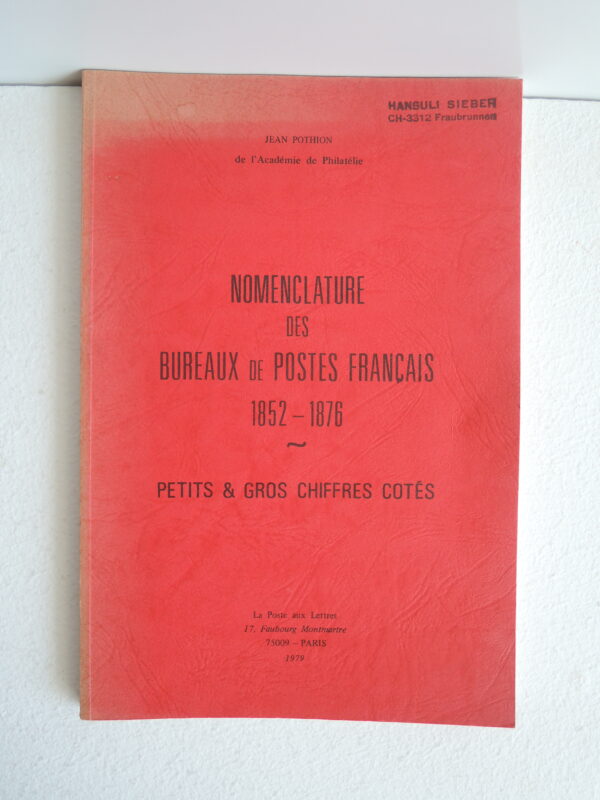 HANSULI SIEBER
CH-3312 Fraubrunnen
JEAN POTHION
de l'Académie de Philatélie
NOMENCLATURE
DES
BUREAUX DE POSTES FRANÇAIS
1852 – 1876
~
PETITS & GROS CHIFFRES COTÉS
La Poste aux Lettres
17, Faubourg Montmartre
75009 – PARIS
1979